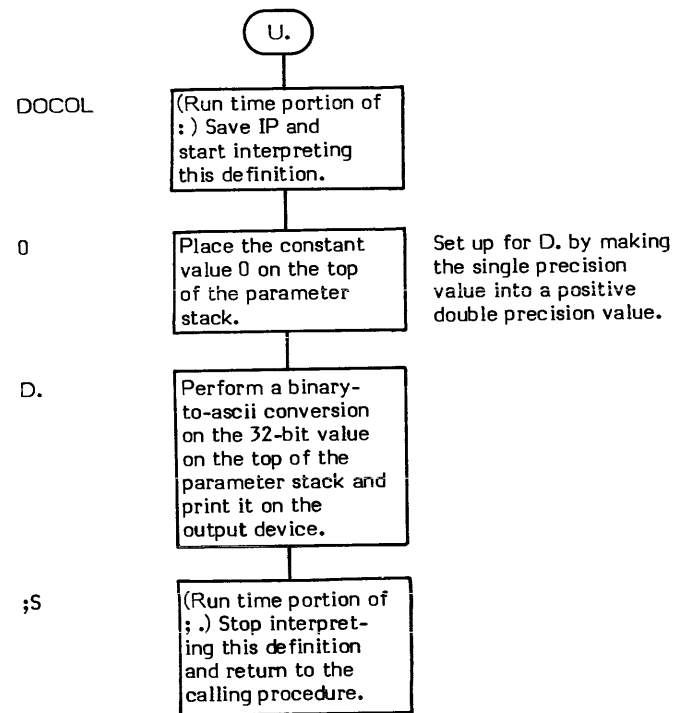 U.
DOCOL
(Run time portion of
: ) Save IP and
start interpreting
this definition.
0
Place the constant
value 0 on the top
of the parameter
stack.
Set up for D. by making
the single precision
value into a positive
double precision value.
D.
Perform a binary-
to-ascii conversion
on the 32-bit value
on the top of the
parameter stack and
print it on the
output device.
;S
(Run time portion of
; .) Stop interpret-
ing this definition
and return to the
calling procedure.